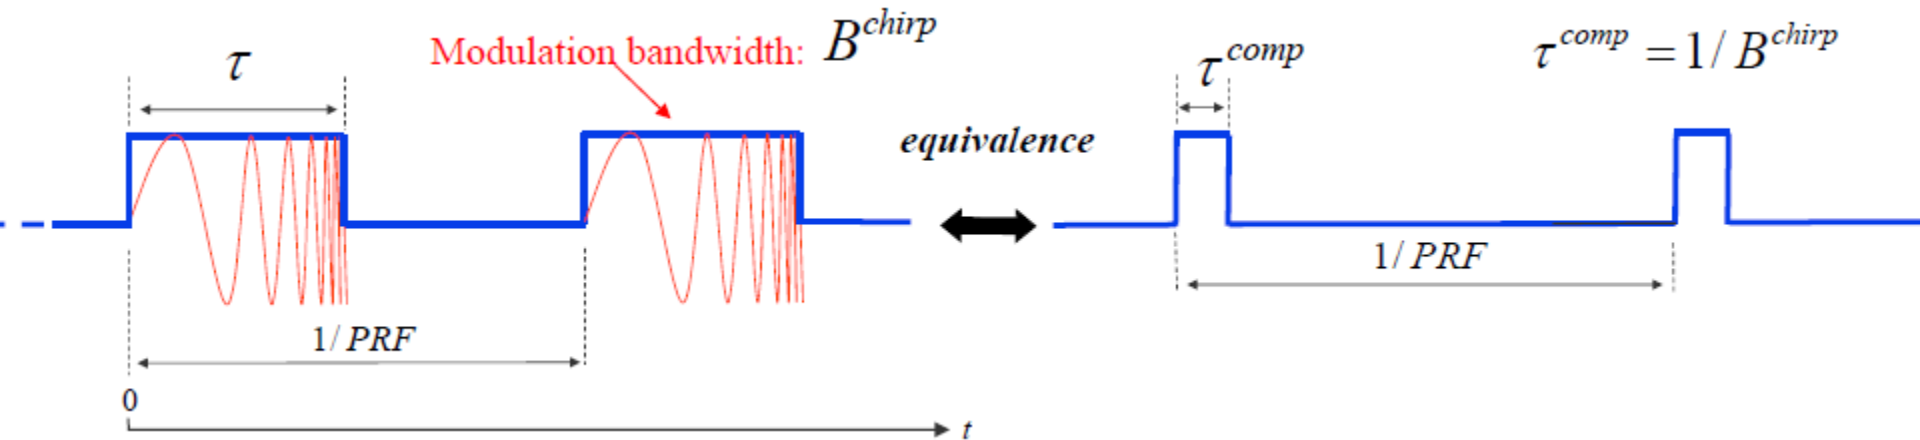 τ
Modulation bandwidth: B^chirp
τ^comp
τ^comp = 1/ B^chirp
equivalence
1/ PRF
1/ PRF
0
t